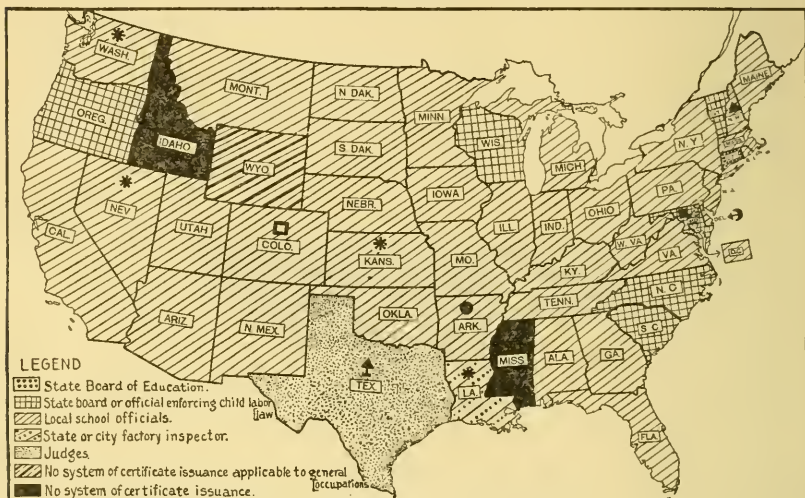 WASH.
MONT.
N DAK.
MINN.
MAINE
OREG.
IDAHO
S DAK.
WIS
MICH
N.Y
WYO.
NEBR.
IOWA
PA.
NEV
UTAH
COLO.
ILL
IND.
OHIO
W.VA
DEL
CAL
KANS.
MO.
KY.
VA.
ARIZ.
N MEX.
OKLA.
ARK.
TENN.
N.C
S C.
TEX.
LA.
MISS
ALA.
GA
FLA.
LEGEND
State Board of Education.
State board or official enforcing child labor
law
Local school officials.
State or city factory inspector.
Judges.
No system of certificate issuance applicable to general
occupations
No system of certificate issuance.